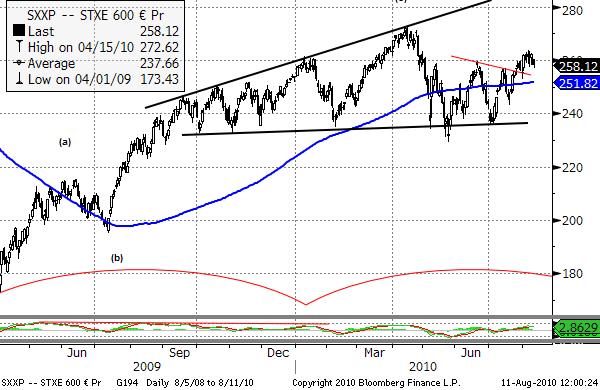 SXXP -- STXE 600 € Pr
Last 258.12
High on 04/15/10 272.62
Average 237.66
Low on 04/01/09 173.43
(a)
(b)
280
260
258.12
251.82
240
220
200
180
2.8629
Jun Sep Dec Mar Jun
2009 2010
SXXP -- STXE 600 € Pr G194 Daily 8/5/08 to 8/11/10 Copyright 2010 Bloomberg Finance L.P. 11-Aug-2010 12:00:24